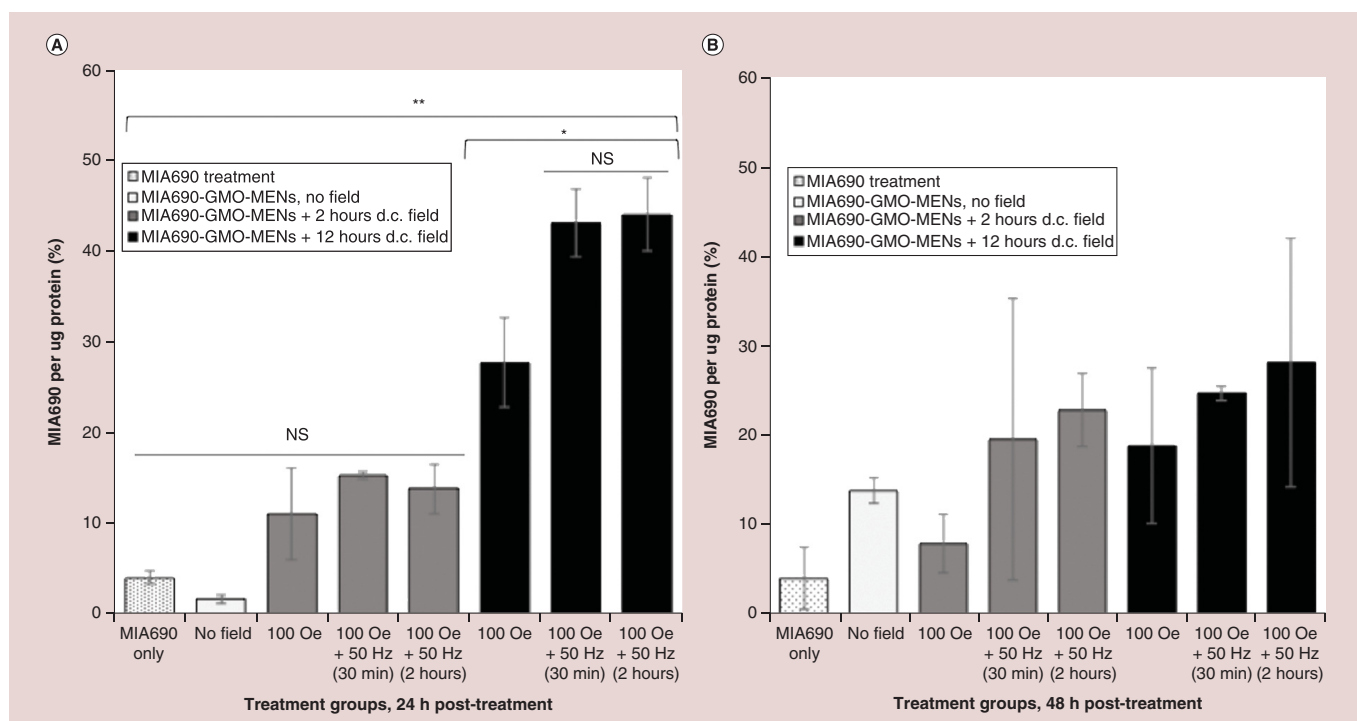 A
MIA690 per ug protein (%)
60
50
40
30
20
10
0
**
*
NS
NS
MIA690 treatment
MIA690-GMO-MENs, no field
MIA690-GMO-MENs + 2 hours d.c. field
MIA690-GMO-MENs + 12 hours d.c. field
MIA690 only
No field
100 Oe
100 Oe + 50 Hz (30 min)
100 Oe + 50 Hz (2 hours)
100 Oe
100 Oe + 50 Hz (30 min)
100 Oe + 50 Hz (2 hours)
Treatment groups, 24 h post-treatment
B
MIA690 per ug protein (%)
60
50
40
30
20
10
0
MIA690 treatment
MIA690-GMO-MENs, no field
MIA690-GMO-MENs + 2 hours d.c. field
MIA690-GMO-MENs + 12 hours d.c. field
MIA690 only
No field
100 Oe
100 Oe + 50 Hz (30 min)
100 Oe + 50 Hz (2 hours)
100 Oe
100 Oe + 50 Hz (30 min)
100 Oe + 50 Hz (2 hours)
Treatment groups, 48 h post-treatment